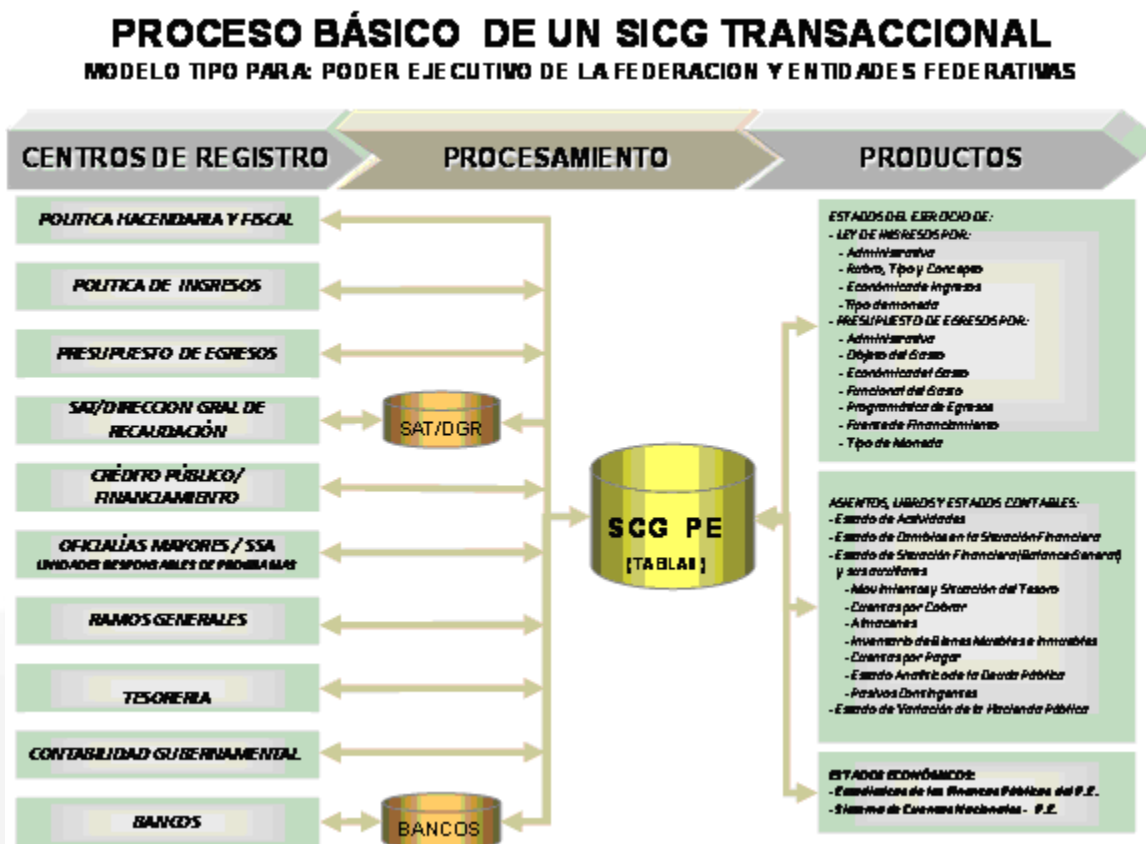 PROCESO BÁSICO DE UN SICG TRANSACCIONAL
MODELO TIPO PARA: PODER EJECUTIVO DE LA FEDERACION Y ENTIDADES FEDERATIVAS
CENTROS DE REGISTRO
PROCESAMIENTO
PRODUCTOS
POLITICA HACENDARIA Y FISCAL
POLITICA DE INGRESOS
PRESUPUESTO DE EGRESOS
SAT/DIRECCION GRAL DE
RECAUDACIÓN
CRÉDITO PÚBLICO/
FINANCIAMIENTO
OFICIALÍAS MAYORES / SSA
UNIDADES RESPONSABLES DE PROGRAMAS
RAMOS GENERALES
TESORERIA
CONTABILIDAD GUBERNAMENTAL
BANCOS
SAT/DGR
BANCOS
SCG PE
ESTADOS DEL EJERCICIO DE:
- LEY DE INGRESOS POR:
- Administrativa
- Rubro, Tipo y Concepto
- Económica de Ingresos
- Tipo de moneda
- PRESUPUESTO DE EGRESOS POR:
- Administrativa
- Objeto del Gasto
- Económica del Gasto
- Funcional del Gasto
- Programática de Egresos
- Fuente de Financiamiento
- Tipo de Moneda
ASIENTOS, LIBROS Y ESTADOS CONTABLES:
- Estado de Actividades
- Estado de Cambios en la Situación Financiera
- Estado de Situación Financiera (Balance General)
y sus auxiliares
- Movimientos y Situación del Tesoro
- Cuentas por Cobrar
- Almacenes
- Inventario de Bienes Muebles e Inmuebles
- Cuentas por Pagar
- Estado Analítico de la Deuda Pública
- Pasivos Contingentes
- Estado de Variación de la Hacienda Pública
ESTADOS ECONÓMICOS:
- Estadísticas de las Finanzas Públicas del P.E.
- Sistema de Cuentas Nacionales - P.E.